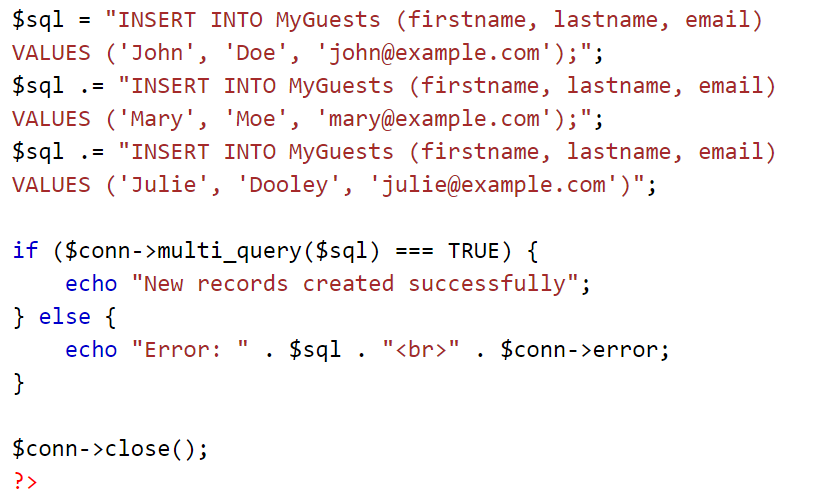 $sql = "INSERT INTO MyGuests (firstname, lastname, email)
VALUES ('John', 'Doe', 'john@example.com');";
$sql .= "INSERT INTO MyGuests (firstname, lastname, email)
VALUES ('Mary', 'Moe', 'mary@example.com');";
$sql .= "INSERT INTO MyGuests (firstname, lastname, email)
VALUES ('Julie', 'Dooley', 'julie@example.com')";

if ($conn->multi_query($sql) === TRUE) {
    echo "New records created successfully";
} else {
    echo "Error: " . $sql . "<br>" . $conn->error;
}

$conn->close();
?>